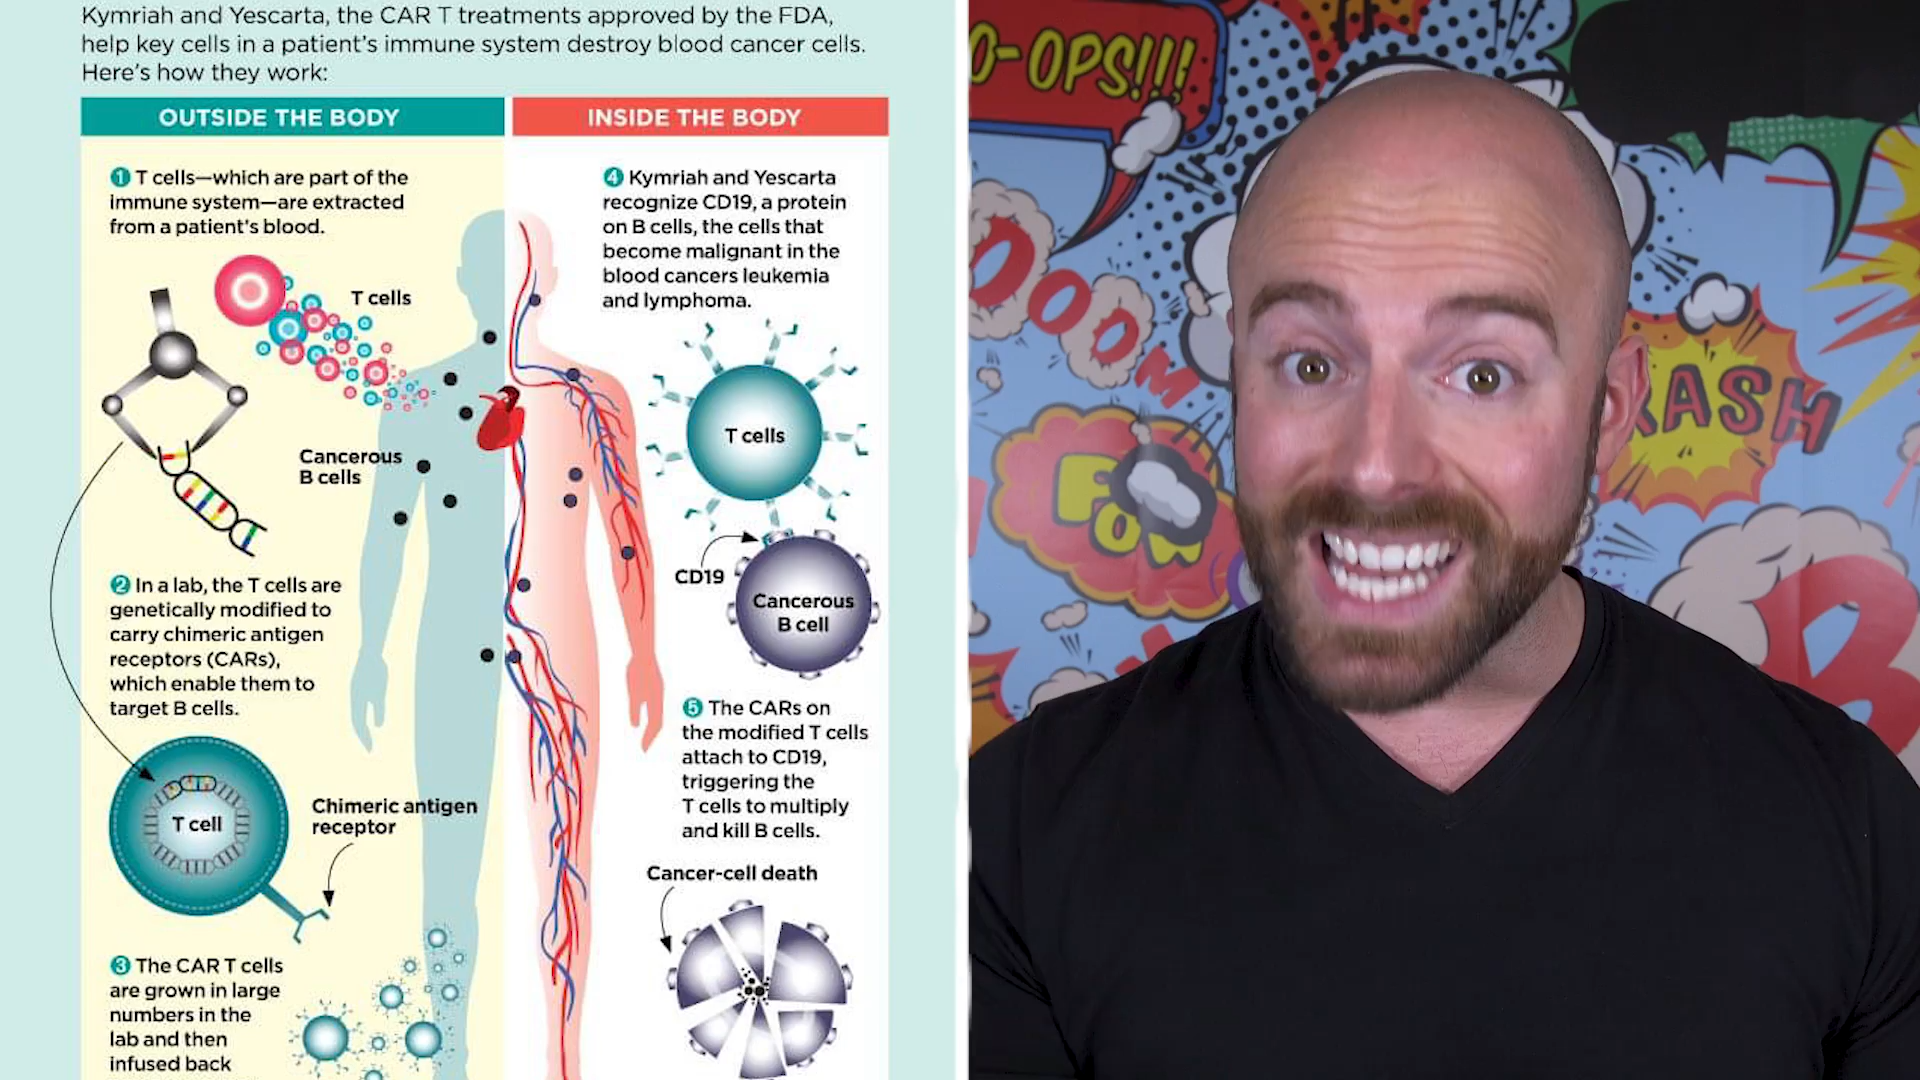 Kymriah and Yescarta, the CAR T treatments approved by the FDA,
help key cells in a patient's immune system destroy blood cancer cells.
Here's how they work:
OUTSIDE THE BODY
1 T cells—which are part of the
immune system—are extracted
from a patient's blood.
T cells
Cancerous
B cells
2 In a lab, the T cells are
genetically modified to
carry chimeric antigen
receptors (CARs),
which enable them to
target B cells.
T cell
Chimeric antigen
receptor
3 The CAR T cells
are grown in large
numbers in the
lab and then
infused back
INSIDE THE BODY
4 Kymriah and Yescarta
recognize CD19, a protein
on B cells, the cells that
become malignant in the
blood cancers leukemia
and lymphoma.
T cells
CD19
Cancerous
B cell
5 The CARs on
the modified T cells
attach to CD19,
triggering the
T cells to multiply
and kill B cells.
Cancer-cell death
O-OPS!!!
OOM
POW
RASH